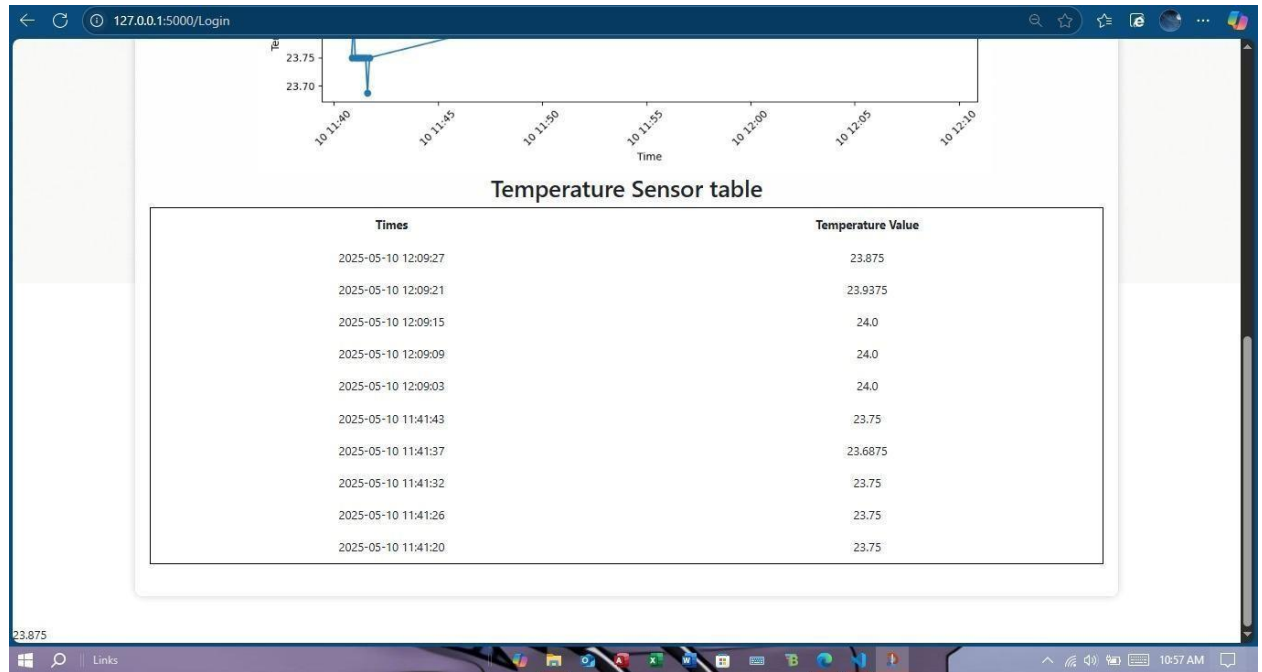 127.0.0.1:5000/Login
Te
23.75
23.70
10 11:40
10 11:45
10 11:50
10 11:55
10 12:00
10 12:05
10 12:10
Time
Temperature Sensor table
Times Temperature Value
2025-05-10 12:09:27 23.875
2025-05-10 12:09:21 23.9375
2025-05-10 12:09:15 24.0
2025-05-10 12:09:09 24.0
2025-05-10 12:09:03 24.0
2025-05-10 11:41:43 23.75
2025-05-10 11:41:37 23.6875
2025-05-10 11:41:32 23.75
2025-05-10 11:41:26 23.75
2025-05-10 11:41:20 23.75
23.875
Links 10:57 AM